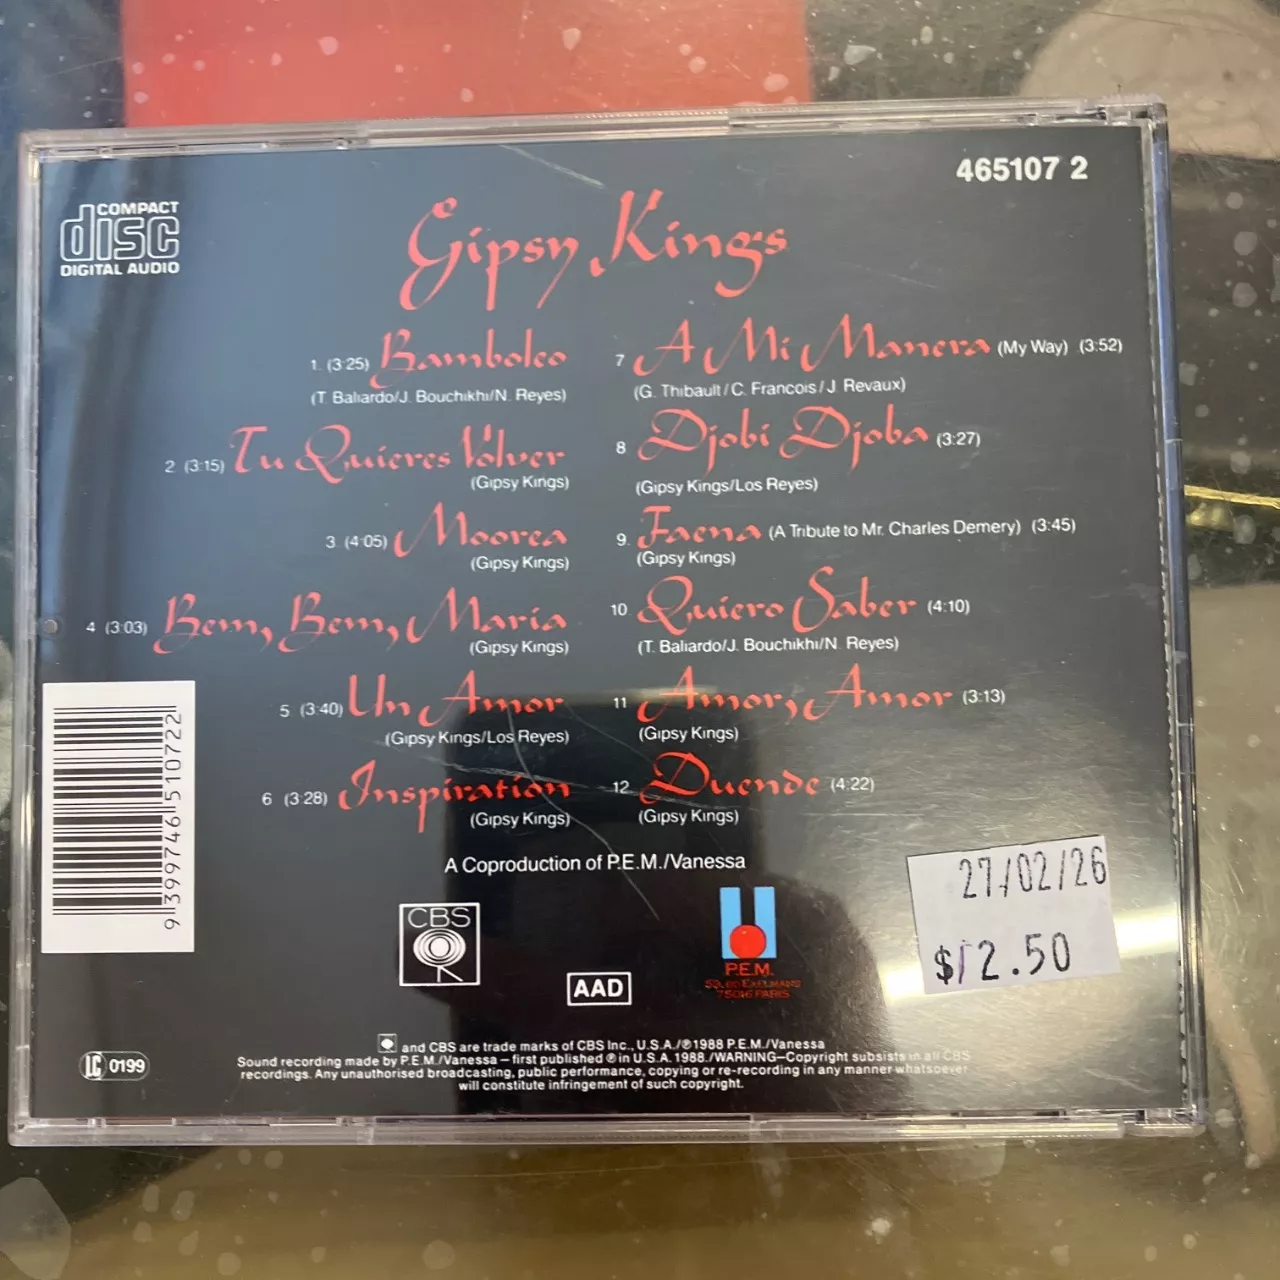 465107 2
COMPACT
disc
DIGITAL AUDIO
Gipsy Kings
1. (3:25) Bamboleo
(T. Baliardo/J. Bouchikhi/N. Reyes)
2 (3:15) Tu Quieres Volver
(Gipsy Kings)
3 (4:05) Moorea
(Gipsy Kings)
4 (3:03) Bem, Bem, María
(Gipsy Kings)
5 (3:40) Un Amor
(Gipsy Kings/Los Reyes)
6 (3:28) Inspiration
(Gipsy Kings)
7 A Mi Manera (My Way) (3:52)
(G. Thibault/C. Francois/J. Revaux)
8 Djobi Djoba (3:27)
(Gipsy Kings/Los Reyes)
9. Faena (A Tribute to Mr. Charles Demery) (3:45)
(Gipsy Kings)
10 Quiero Saber (4:10)
(T. Baliardo/J. Bouchikhi/N. Reyes)
11 Amor, Amor (3:13)
(Gipsy Kings)
12 Duende (4:22)
(Gipsy Kings)
A Coproduction of P.E.M./Vanessa
9399746510722
27/02/26
$12.50
CBS
AAD
P.E.M.
75016 PARIS
LC 0199
and CBS are trade marks of CBS Inc., U.S.A./℗1988 P.E.M./Vanessa
Sound recording made by P.E.M./Vanessa – first published ℗ in U.S.A. 1988./WARNING–Copyright subsists in all CBS
recordings. Any unauthorised broadcasting, public performance, copying or re-recording in any manner whatsoever
will constitute infringement of such copyright.